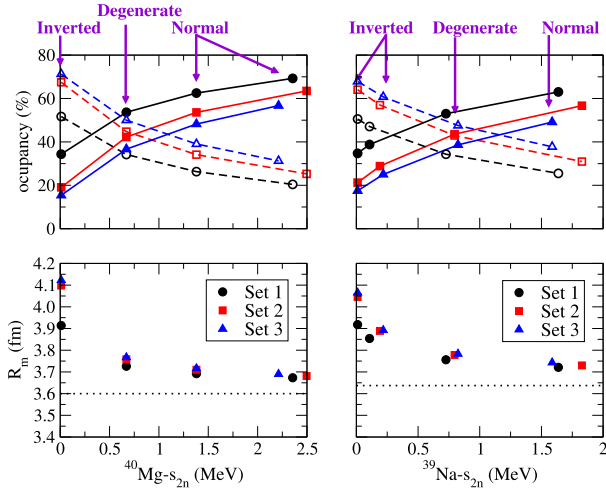 Degenerate
Inverted Normal Inverted Degenerate Normal
80
60
40
20
0
ocupancy (%)
4.2
4.1
4.0
3.9
3.8
3.7
3.6
3.5
3.4
R_m (fm)
Set 1
Set 2
Set 3
Set 1
Set 2
Set 3
0 0.5 1 1.5 2 2.5 0 0.5 1 1.5 2
⁴⁰Mg-s₂ₙ (MeV) ³⁹Na-s₂ₙ (MeV)